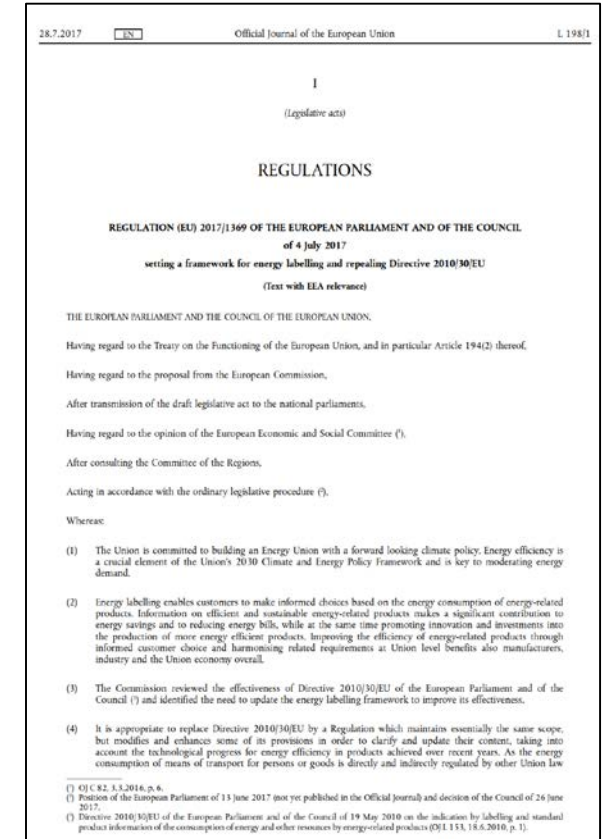 28.7.2017 EN Official Journal of the European Union L 198/1
I
(Legislative acts)
REGULATIONS
REGULATION (EU) 2017/1369 OF THE EUROPEAN PARLIAMENT AND OF THE COUNCIL
of 4 July 2017
setting a framework for energy labelling and repealing Directive 2010/30/EU
(Text with EEA relevance)
THE EUROPEAN PARLIAMENT AND THE COUNCIL OF THE EUROPEAN UNION,
Having regard to the Treaty on the Functioning of the European Union, and in particular Article 194(2) thereof,
Having regard to the proposal from the European Commission,
After transmission of the draft legislative act to the national parliaments,
Having regard to the opinion of the European Economic and Social Committee (¹),
After consulting the Committee of the Regions,
Acting in accordance with the ordinary legislative procedure (²),
Whereas:
(1) The Union is committed to building an Energy Union with a forward looking climate policy. Energy efficiency is
a crucial element of the Union's 2030 Climate and Energy Policy Framework and is key to moderating energy
demand.
(2) Energy labelling enables customers to make informed choices based on the energy consumption of energy-related
products. Information on efficient and sustainable energy-related products makes a significant contribution to
energy savings and to reducing energy bills, while at the same time promoting innovation and investments into
the production of more energy efficient products. Improving the efficiency of energy-related products through
informed customer choice and harmonising related requirements at Union level benefits also manufacturers,
industry and the Union economy overall.
(3) The Commission reviewed the effectiveness of Directive 2010/30/EU of the European Parliament and of the
Council (³) and identified the need to update the energy labelling framework to improve its effectiveness.
(4) It is appropriate to replace Directive 2010/30/EU by a Regulation which maintains essentially the same scope,
but modifies and enhances some of its provisions in order to clarify and update their content, taking into
account the technological progress for energy efficiency in products achieved over recent years. As the energy
consumption of means of transport for persons or goods is directly and indirectly regulated by other Union law
(¹) OJ C 82, 3.3.2016, p. 6.
(²) Position of the European Parliament of 13 June 2017 (not yet published in the Official Journal) and decision of the Council of 26 June
2017.
(³) Directive 2010/30/EU of the European Parliament and of the Council of 19 May 2010 on the indication by labelling and standard
product information of the consumption of energy and other resources by energy-related products (OJ L 153, 18.6.2010, p. 1).